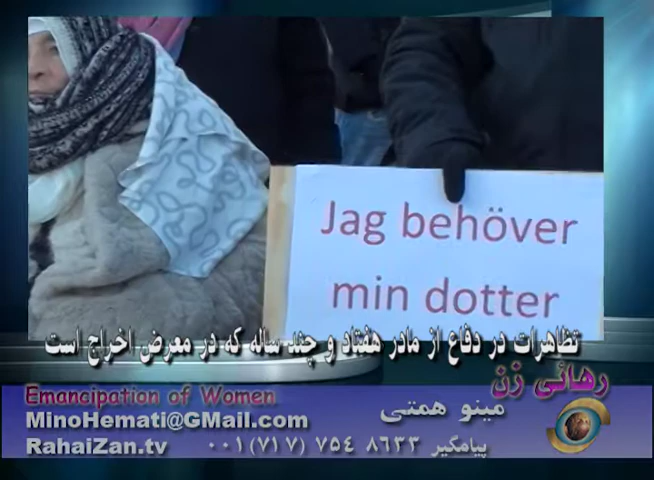 Jag behöver
min dotter
تظاهرات در دفاع از مادر هفتاد و چند ساله که در معرض اخراج است
رهائی زن
Emancipation of Women
مینو همتی
MinoHemati@GMail.com
پیامگیر ۰۰۱(۷۱۷) ۷۵۴ ۸۶۳۳
RahaiZan.tv